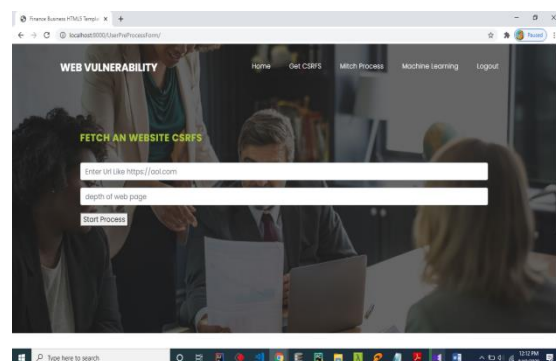 Finance Business HTML5 Templ
localhost:8000/UserPreProcessForm/
Paused
WEB VULNERABILITY
Home Get CSRFS Mitch Process Machine Learning Logout
FETCH AN WEBSITE CSRFS
Enter Url Like https://aol.com
depth of web page
Start Process
Type here to search
12:12 PM